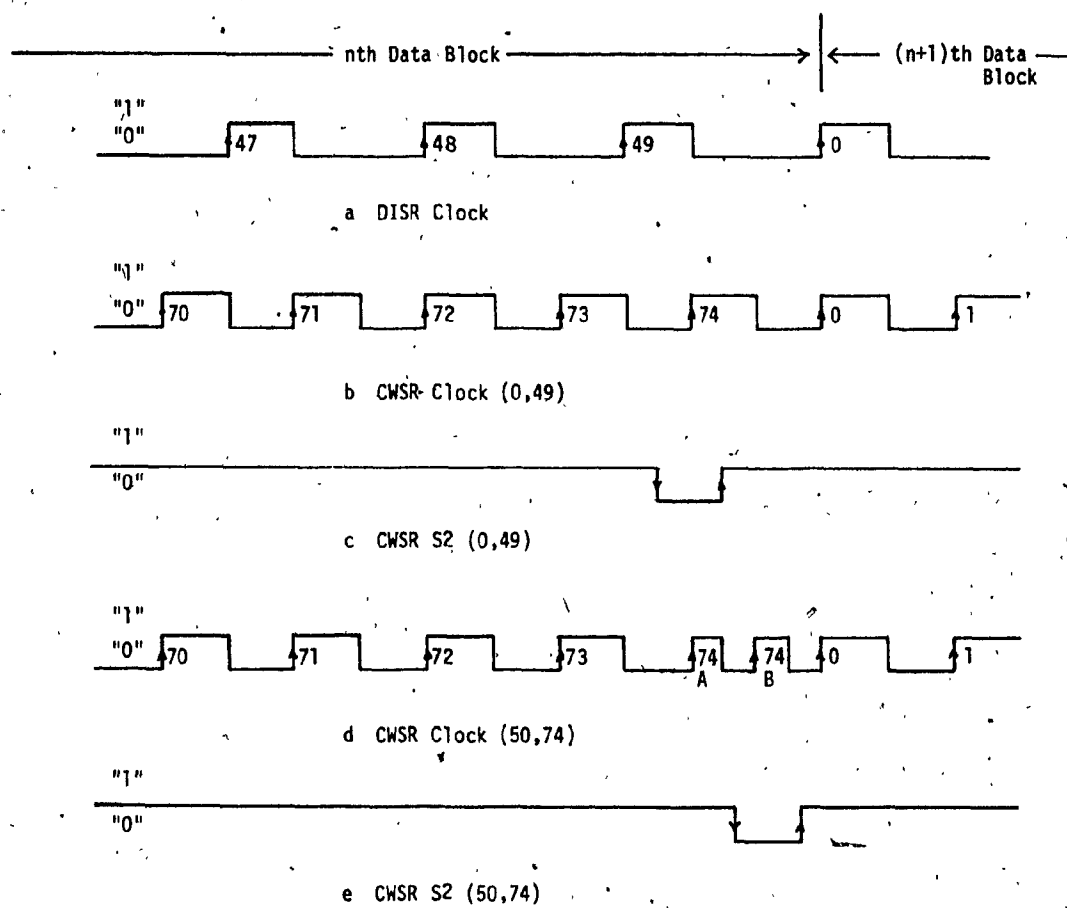 nth Data Block
(n+1)th Data
Block
"1"
"0"
47
48
49
0
a DISR Clock
"1"
"0"
70
71
72
73
74
0
1
b CWSR Clock (0,49)
"1"
"0"
c CWSR S2 (0,49)
"1"
"0"
70
71
72
73
74
74
0
1
A
B
d CWSR Clock (50,74)
"1"
"0"
e CWSR S2 (50,74)